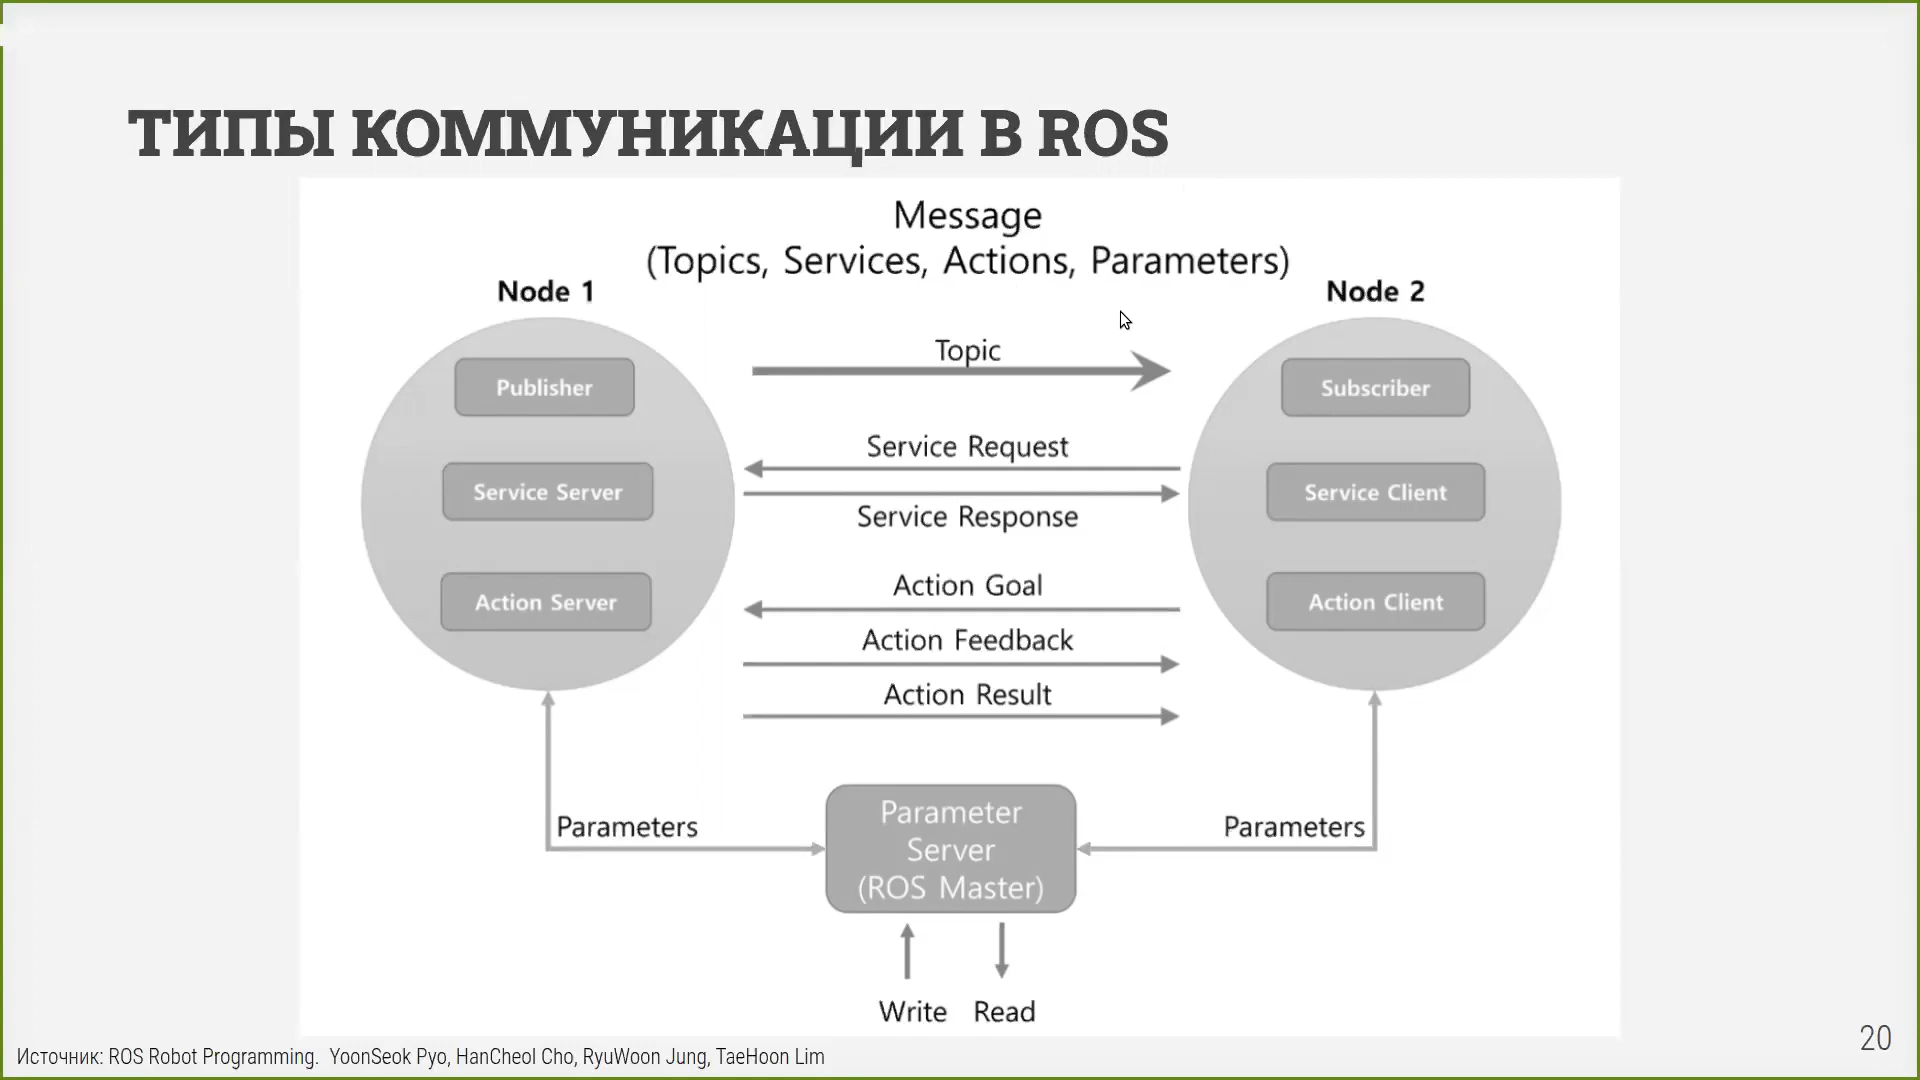 ТИПЫ КОММУНИКАЦИИ В ROS
Message
(Topics, Services, Actions, Parameters)
Node 1
Node 2
Topic
Publisher
Subscriber
Service Request
Service Server
Service Client
Service Response
Action Goal
Action Server
Action Client
Action Feedback
Action Result
Parameters
Parameter
Server
(ROS Master)
Parameters
Write
Read
Источник: ROS Robot Programming. YoonSeok Pyo, HanCheol Cho, RyuWoon Jung, TaeHoon Lim
20